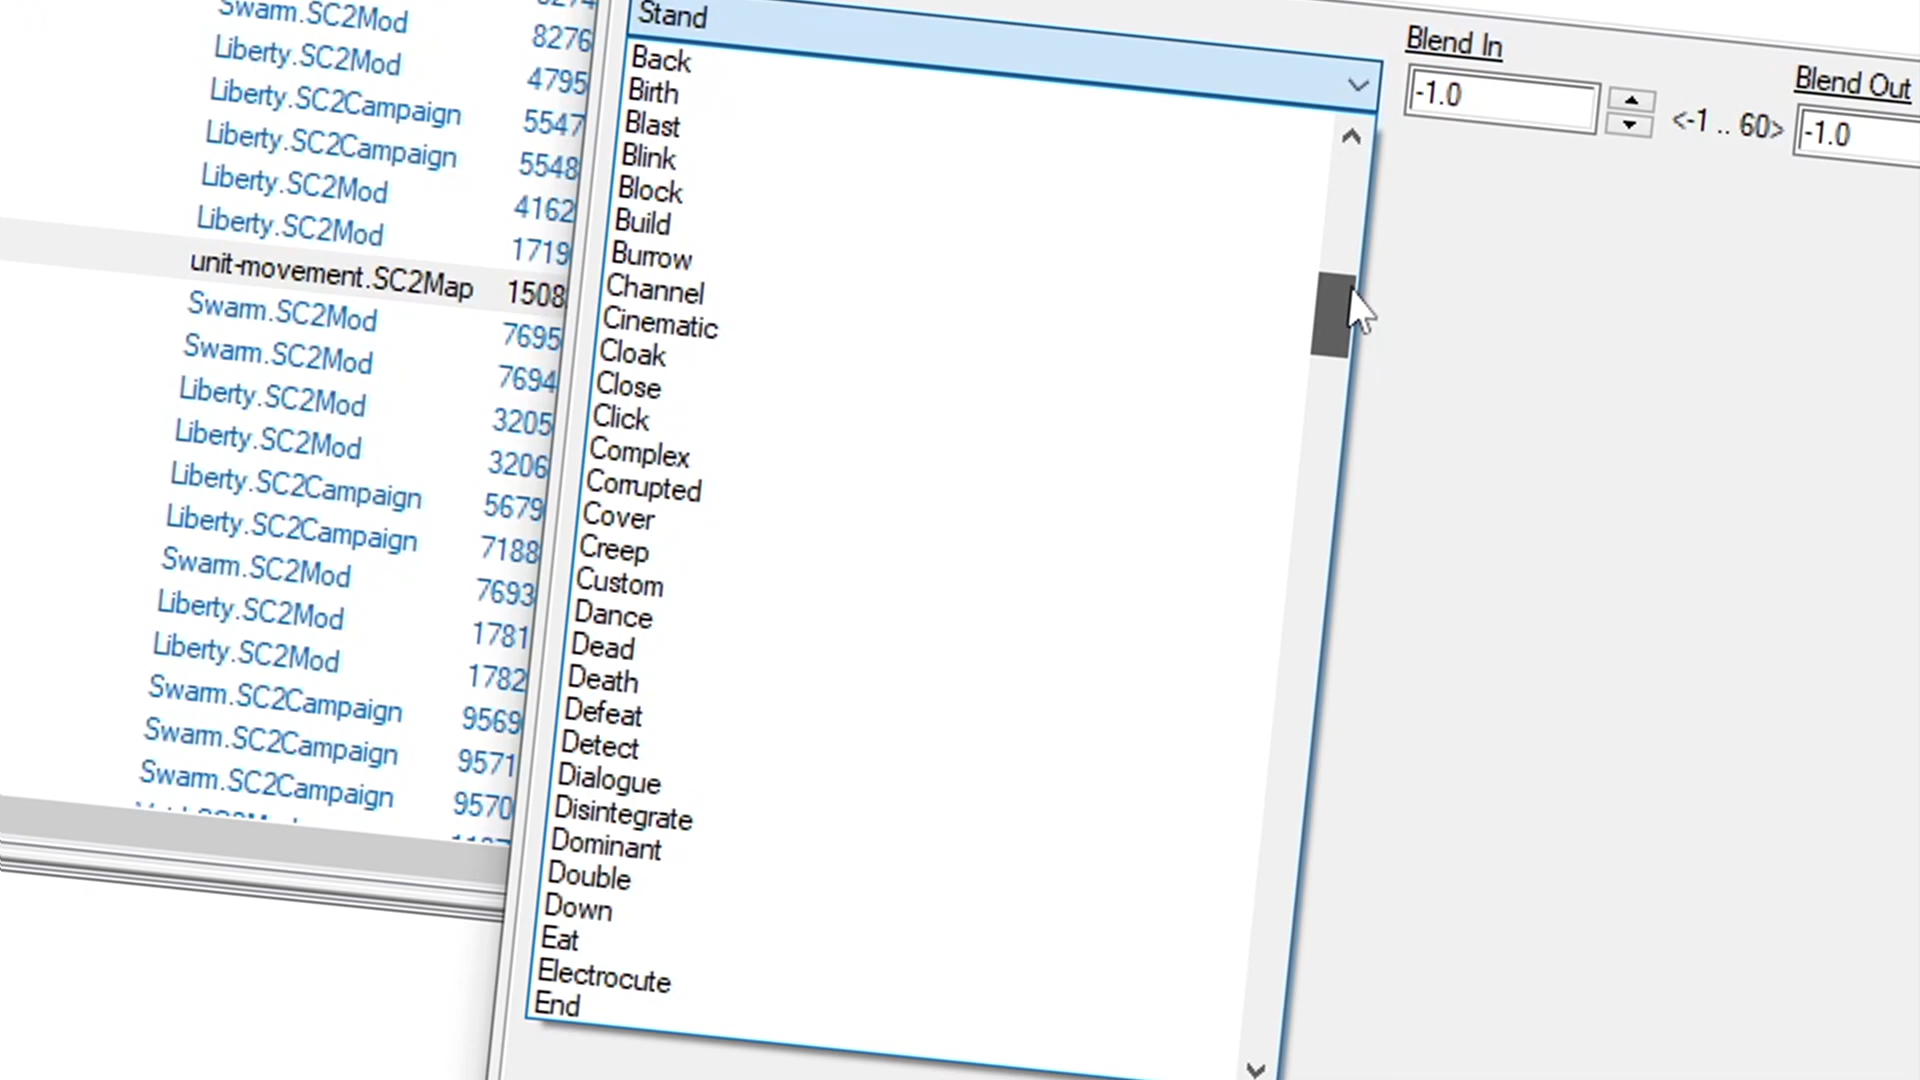 Swarm.SC2Mod
Liberty.SC2Mod 8276
Liberty.SC2Campaign 4795
Liberty.SC2Campaign 5547
Liberty.SC2Mod 5548
Liberty.SC2Mod 4162
unit-movement.SC2Map 1719
Swarm.SC2Mod 1508
Swarm.SC2Mod 7695
Liberty.SC2Mod 7694
Liberty.SC2Mod 3205
Liberty.SC2Campaign 3206
Liberty.SC2Campaign 5679
Swarm.SC2Mod 7188
Liberty.SC2Mod 7693
Liberty.SC2Mod 1781
Swarm.SC2Campaign 1782
Swarm.SC2Campaign 9569
Swarm.SC2Campaign 9571
9570
Stand
Back
Birth
Blast
Blink
Block
Build
Burrow
Channel
Cinematic
Cloak
Close
Click
Complex
Corrupted
Cover
Creep
Custom
Dance
Dead
Death
Defeat
Detect
Dialogue
Disintegrate
Dominant
Double
Down
Eat
Electrocute
End
Blend In
-1.0 <-1 .. 60>
Blend Out
-1.0